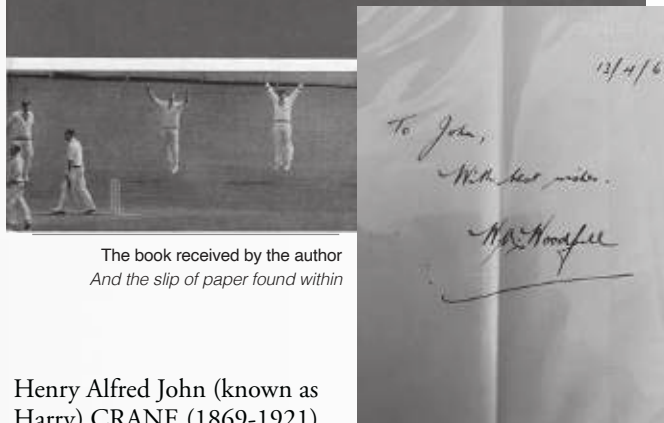 The book received by the author
And the slip of paper found within
13/4/6
To John,
With best wishes.
W.M. Woodfull
Henry Alfred John (known as
Harry) CRANE (1869-1921)